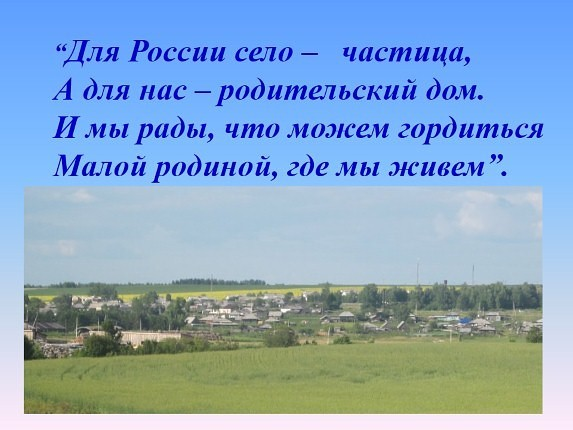 “Для России село – частица,
А для нас – родительский дом.
И мы рады, что можем гордиться
Малой родиной, где мы живем”.